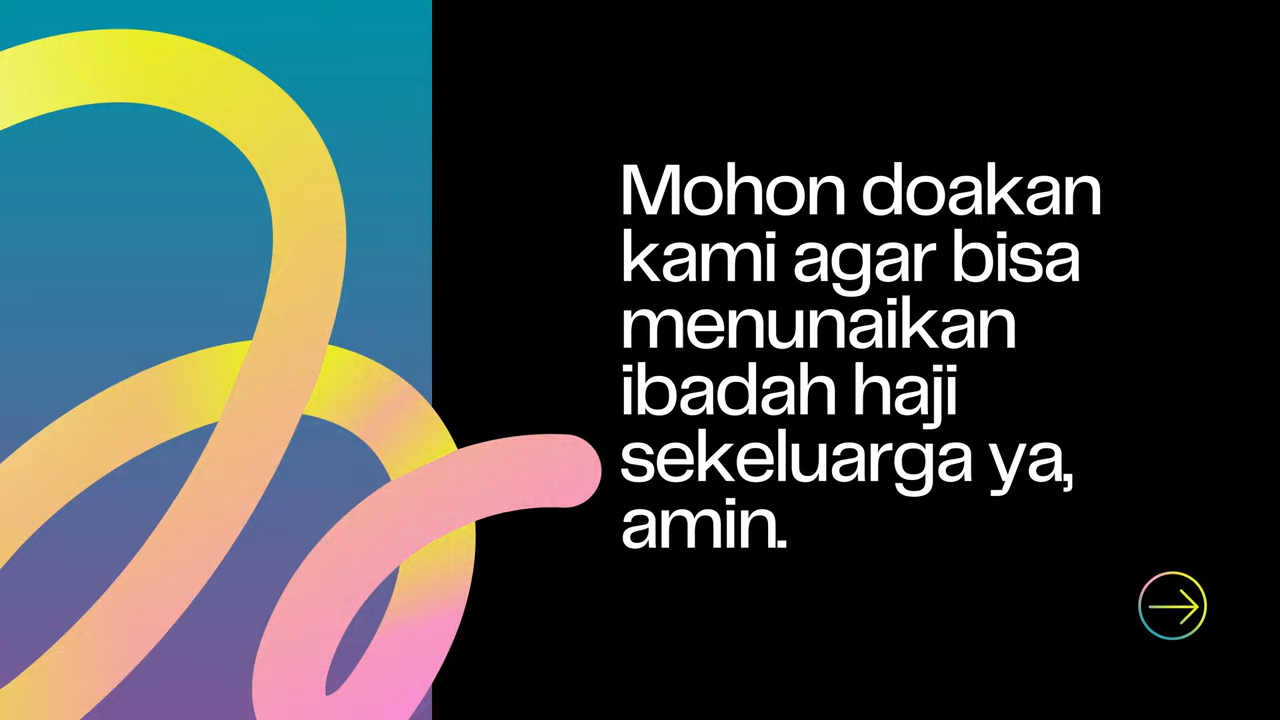 Mohon doakan
kami agar bisa
menunaikan
ibadah haji
sekeluarga ya,
amin.